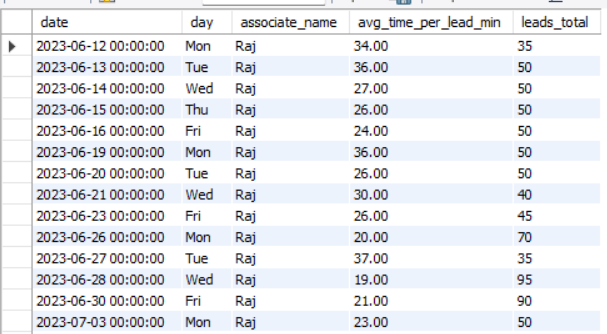 date day associate_name avg_time_per_lead_min leads_total
2023-06-12 00:00:00 Mon Raj 34.00 35
2023-06-13 00:00:00 Tue Raj 36.00 50
2023-06-14 00:00:00 Wed Raj 27.00 50
2023-06-15 00:00:00 Thu Raj 26.00 50
2023-06-16 00:00:00 Fri Raj 24.00 50
2023-06-19 00:00:00 Mon Raj 36.00 50
2023-06-20 00:00:00 Tue Raj 26.00 50
2023-06-21 00:00:00 Wed Raj 30.00 40
2023-06-23 00:00:00 Fri Raj 26.00 45
2023-06-26 00:00:00 Mon Raj 20.00 70
2023-06-27 00:00:00 Tue Raj 37.00 35
2023-06-28 00:00:00 Wed Raj 19.00 95
2023-06-30 00:00:00 Fri Raj 21.00 90
2023-07-03 00:00:00 Mon Raj 23.00 50